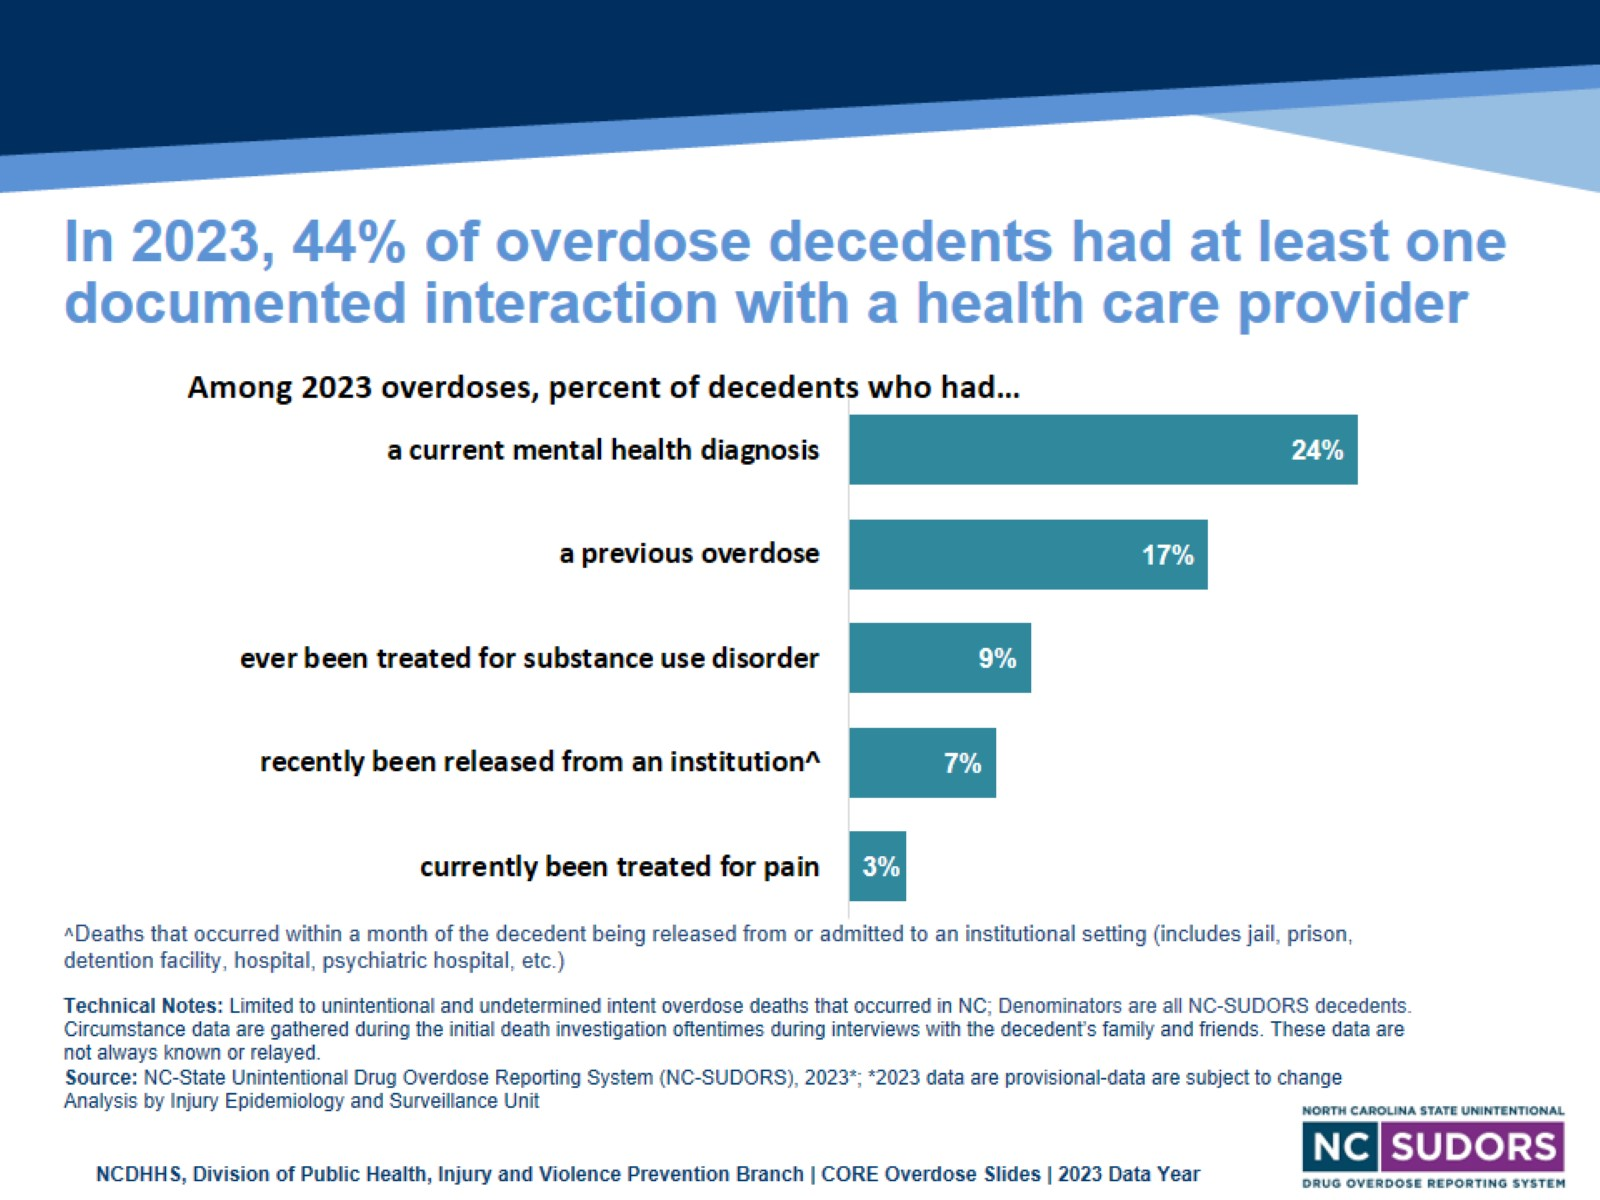 In 2023, 44% of overdose decedents had at least one
documented interaction with a health care provider
Among 2023 overdoses, percent of decedents who had...
a current mental health diagnosis
24%
a previous overdose
17%
ever been treated for substance use disorder
9%
recently been released from an institution^
7%
currently been treated for pain
3%
^Deaths that occurred within a month of the decedent being released from or admitted to an institutional setting (includes jail, prison,
detention facility, hospital, psychiatric hospital, etc.)
Technical Notes: Limited to unintentional and undetermined intent overdose deaths that occurred in NC; Denominators are all NC-SUDORS decedents.
Circumstance data are gathered during the initial death investigation oftentimes during interviews with the decedent's family and friends. These data are
not always known or relayed.
Source: NC-State Unintentional Drug Overdose Reporting System (NC-SUDORS), 2023*; *2023 data are provisional-data are subject to change
Analysis by Injury Epidemiology and Surveillance Unit
NORTH CAROLINA STATE UNINTENTIONAL
NC SUDORS
DRUG OVERDOSE REPORTING SYSTEM
NCDHHS, Division of Public Health, Injury and Violence Prevention Branch | CORE Overdose Slides | 2023 Data Year